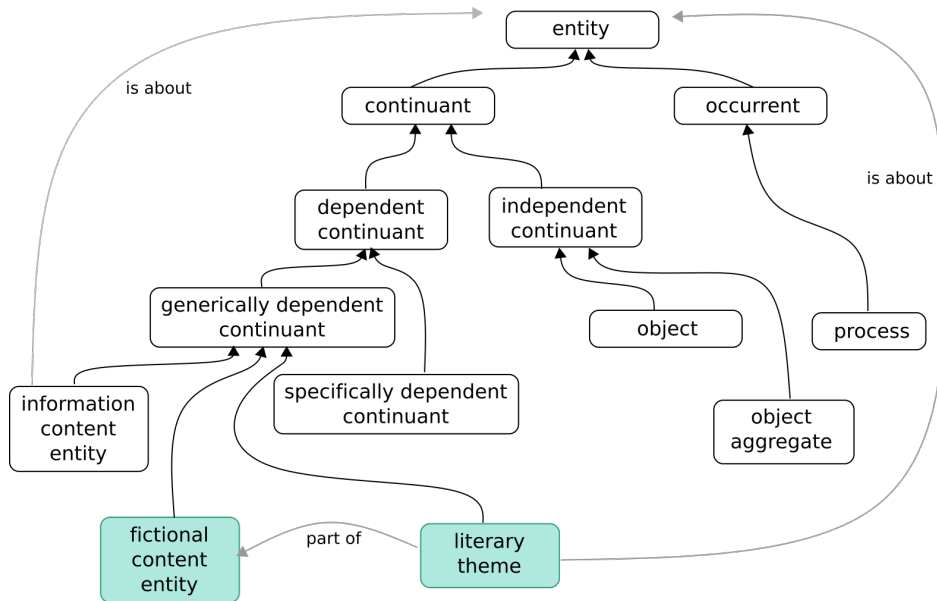 entity
is about
continuant
occurrent
is about
dependent
continuant
independent
continuant
generically dependent
continuant
object
process
information
content
entity
specifically dependent
continuant
object
aggregate
fictional
content
entity
part of
literary
theme